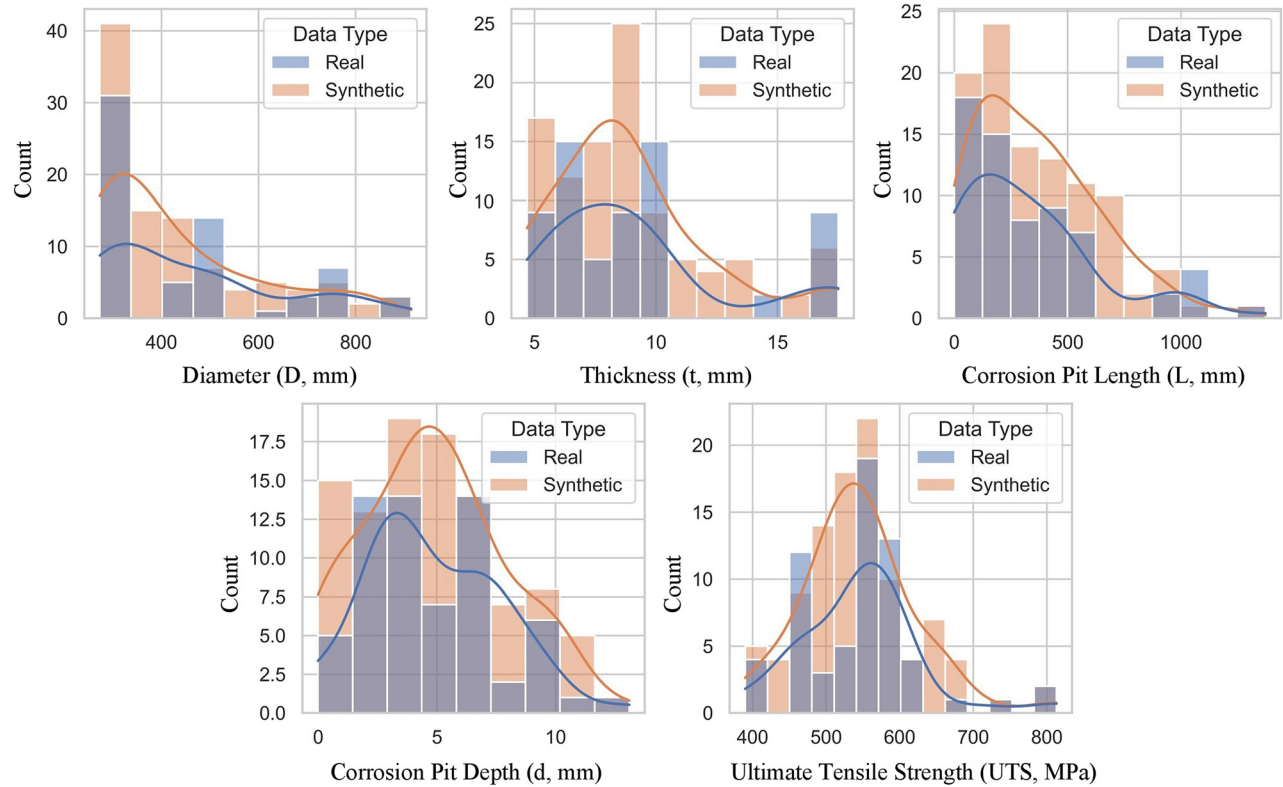 Count
40
30
20
10
0
400
600
800
Diameter (D, mm)
Data Type
Real
Synthetic
Count
25
20
15
10
5
0
5
10
15
Thickness (t, mm)
Data Type
Real
Synthetic
Count
25
20
15
10
5
0
0
500
1000
Corrosion Pit Length (L, mm)
Data Type
Real
Synthetic
Count
17.5
15.0
12.5
10.0
7.5
5.0
2.5
0.0
0
5
10
Corrosion Pit Depth (d, mm)
Data Type
Real
Synthetic
Count
20
15
10
5
0
400
500
600
700
800
Ultimate Tensile Strength (UTS, MPa)
Data Type
Real
Synthetic